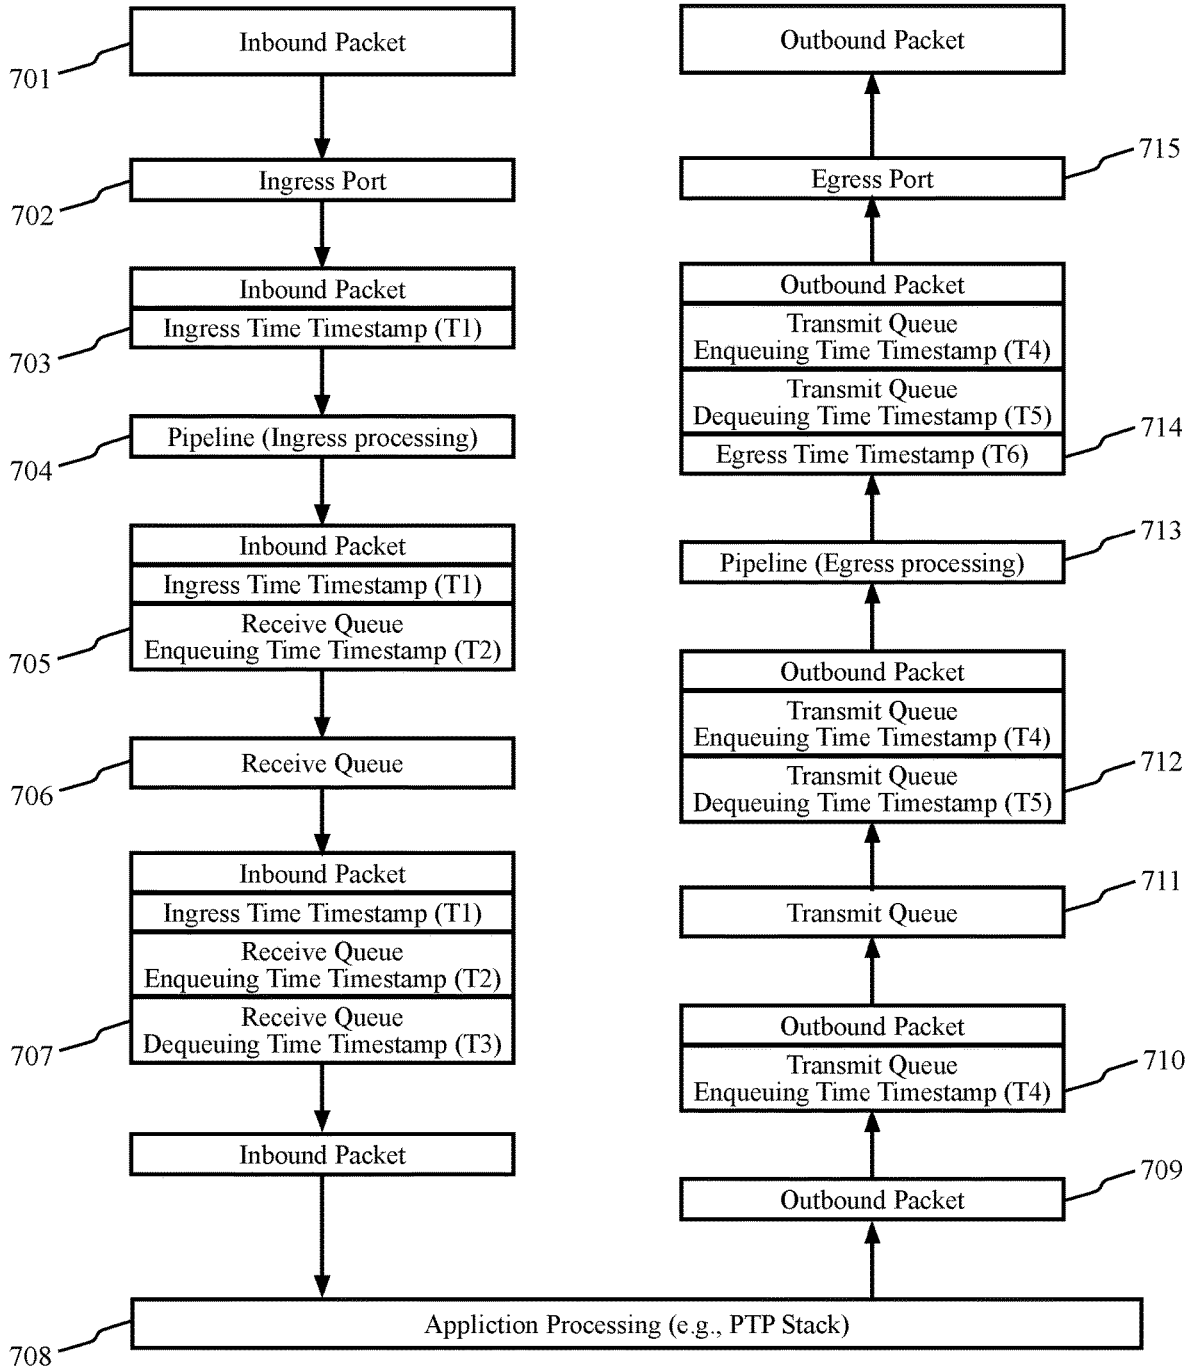 Inbound Packet
701
Ingress Port
702
Inbound Packet
Ingress Time Timestamp (T1)
703
Pipeline (Ingress processing)
704
Inbound Packet
Ingress Time Timestamp (T1)
Receive Queue
Enqueuing Time Timestamp (T2)
705
Receive Queue
706
Inbound Packet
Ingress Time Timestamp (T1)
Receive Queue
Enqueuing Time Timestamp (T2)
Receive Queue
Dequeuing Time Timestamp (T3)
707
Inbound Packet
Appliction Processing (e.g., PTP Stack)
708
Outbound Packet
715
Egress Port
Outbound Packet
Transmit Queue
Enqueuing Time Timestamp (T4)
Transmit Queue
Dequeuing Time Timestamp (T5)
714
Egress Time Timestamp (T6)
713
Pipeline (Egress processing)
Outbound Packet
Transmit Queue
Enqueuing Time Timestamp (T4)
712
Transmit Queue
Dequeuing Time Timestamp (T5)
711
Transmit Queue
Outbound Packet
710
Transmit Queue
Enqueuing Time Timestamp (T4)
709
Outbound Packet